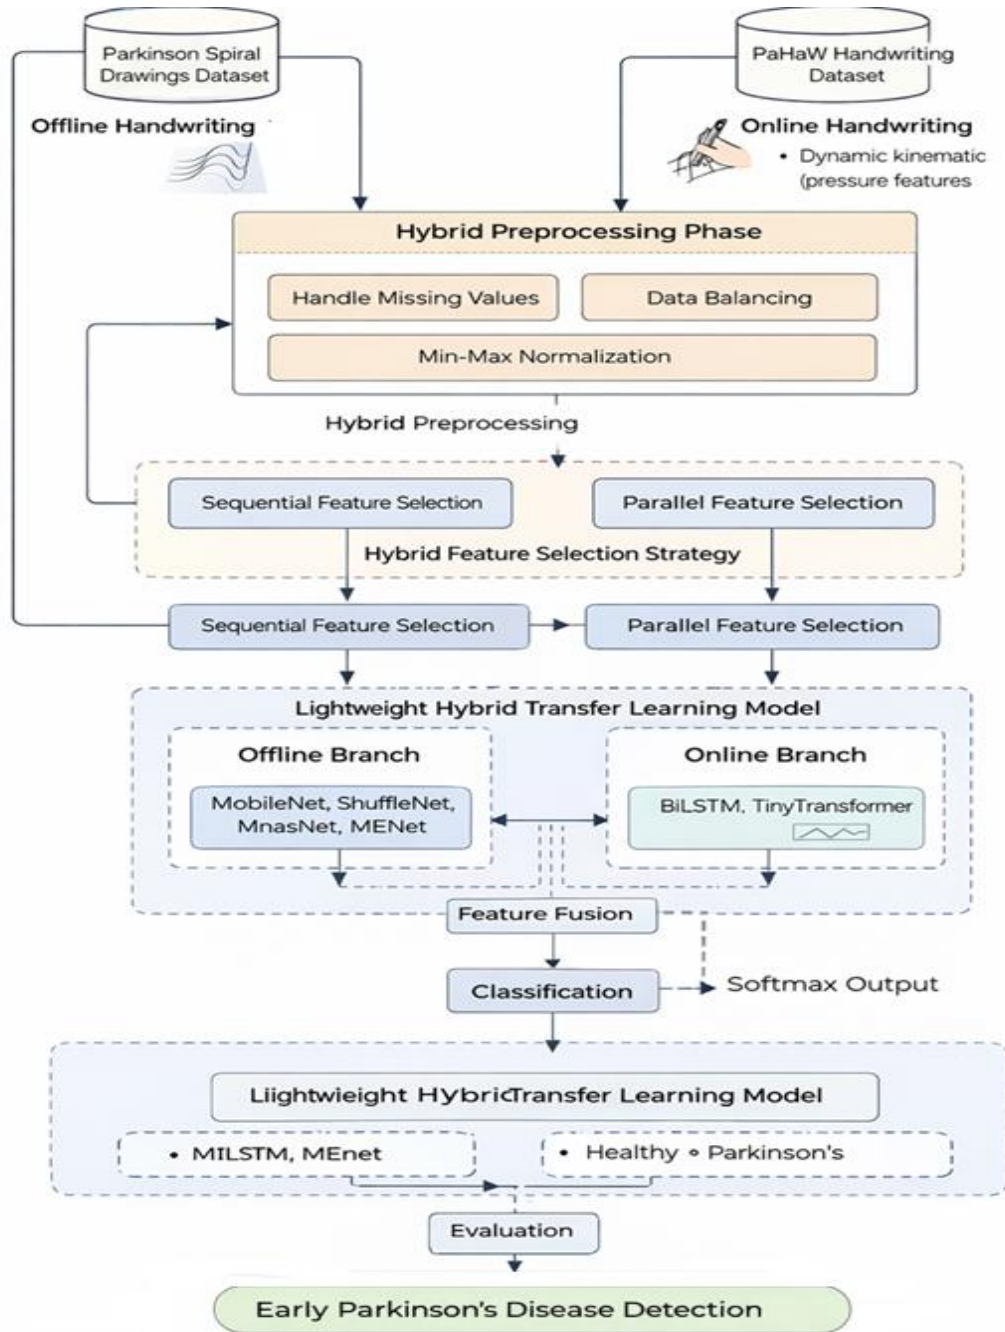 Parkinson Spiral
Drawings Dataset
PaHaW Handwriting
Dataset
Offline Handwriting
Online Handwriting
• Dynamic kinematic
(pressure features
Hybrid Preprocessing Phase
Handle Missing Values
Data Balancing
Min-Max Normalization
Hybrid Preprocessing
Sequential Feature Selection
Parallel Feature Selection
Hybrid Feature Selection Strategy
Sequential Feature Selection
Parallel Feature Selection
Lightweight Hybrid Transfer Learning Model
Offline Branch
Online Branch
MobileNet, ShuffleNet,
MnasNet, MENet
BiLSTM, TinyTransformer
Feature Fusion
Classification
Softmax Output
Liightwieight HybricTransfer Learning Model
• MILSTM, MEnet
• Healthy ∘ Parkinson's
Evaluation
Early Parkinson's Disease Detection